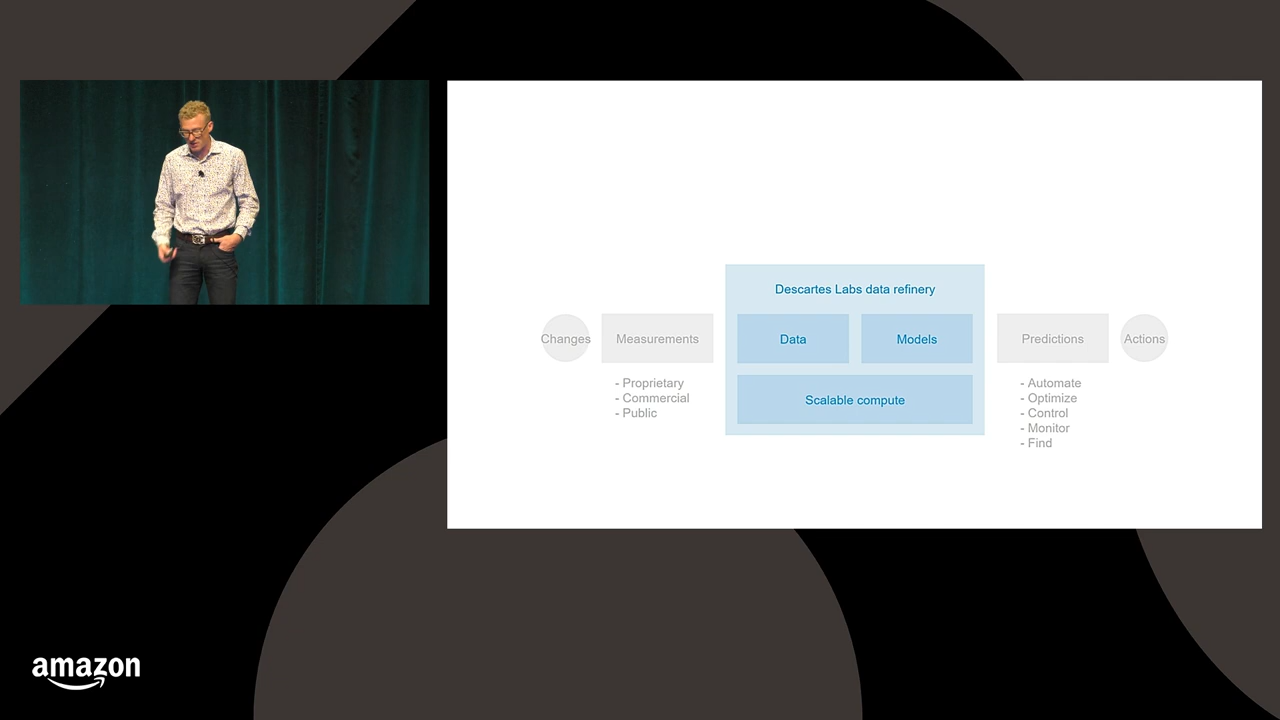 Descartes Labs data refinery
Changes
Measurements
Data
Models
Predictions
Actions
- Proprietary
- Commercial
- Public
Scalable compute
- Automate
- Optimize
- Control
- Monitor
- Find
amazon